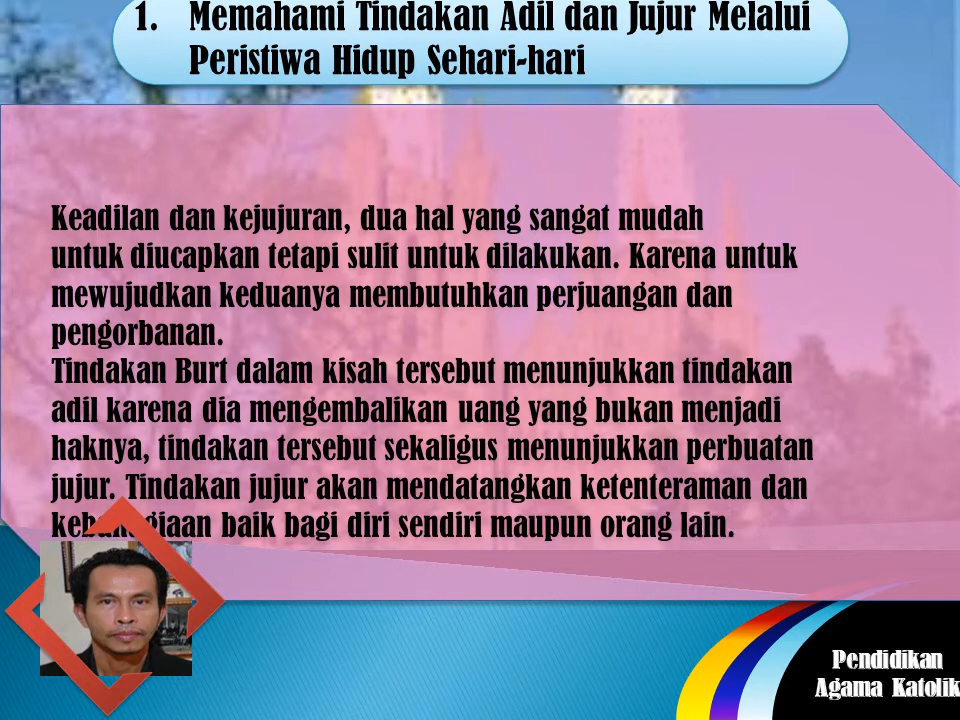 1. Memahami Tindakan Adil dan Jujur Melalui
Peristiwa Hidup Sehari-hari
Keadilan dan kejujuran, dua hal yang sangat mudah
untuk diucapkan tetapi sulit untuk dilakukan. Karena untuk
mewujudkan keduanya membutuhkan perjuangan dan
pengorbanan.
Tindakan Burt dalam kisah tersebut menunjukkan tindakan
adil karena dia mengembalikan uang yang bukan menjadi
haknya, tindakan tersebut sekaligus menunjukkan perbuatan
jujur. Tindakan jujur akan mendatangkan ketenteraman dan
kebahagiaan baik bagi diri sendiri maupun orang lain.
Pendidikan
Agama Katolik